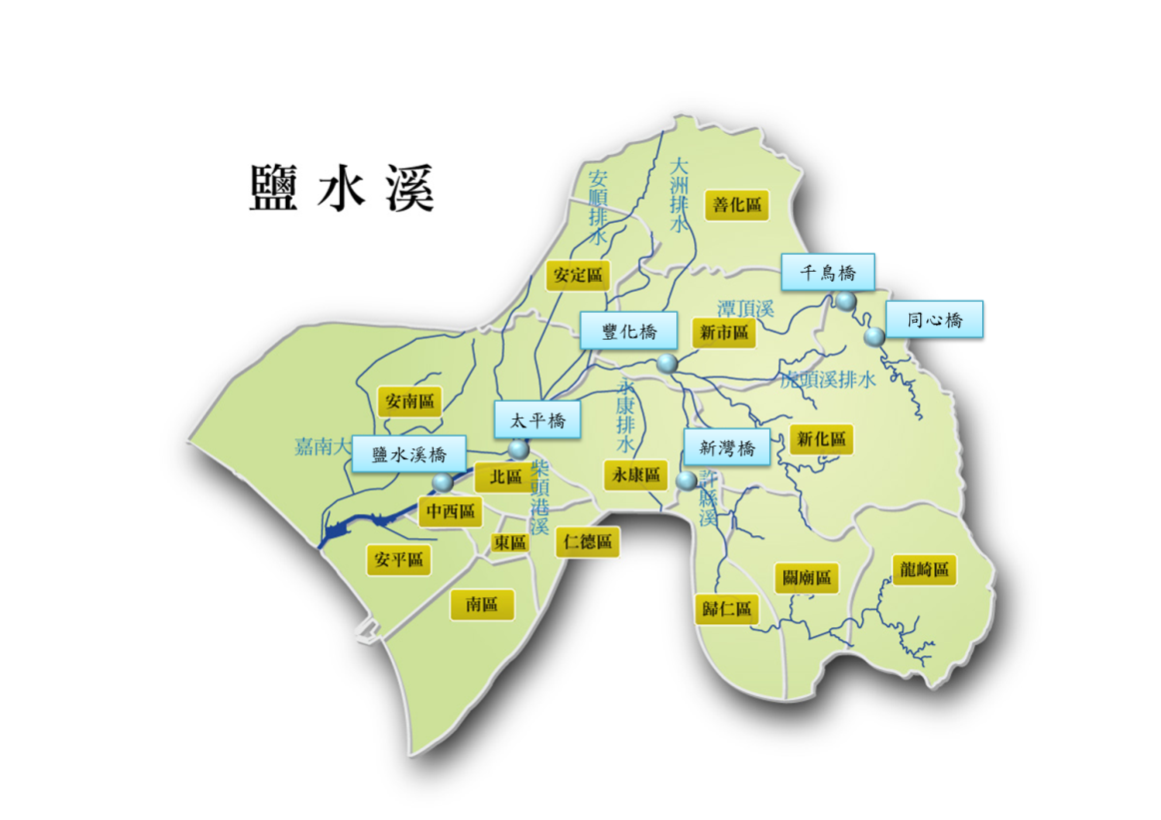 鹽水溪
大洲排水
安順排水
善化區
安定區
千鳥橋
潭頂溪
同心橋
豐化橋
新市區
虎頭溪排水
永康排水
安南區
太平橋
新化區
嘉南大
鹽水溪橋
新灣橋
北區
柴頭港溪
永康區
許縣溪
中西區
東區
仁德區
安平區
關廟區
龍崎區
南區
歸仁區